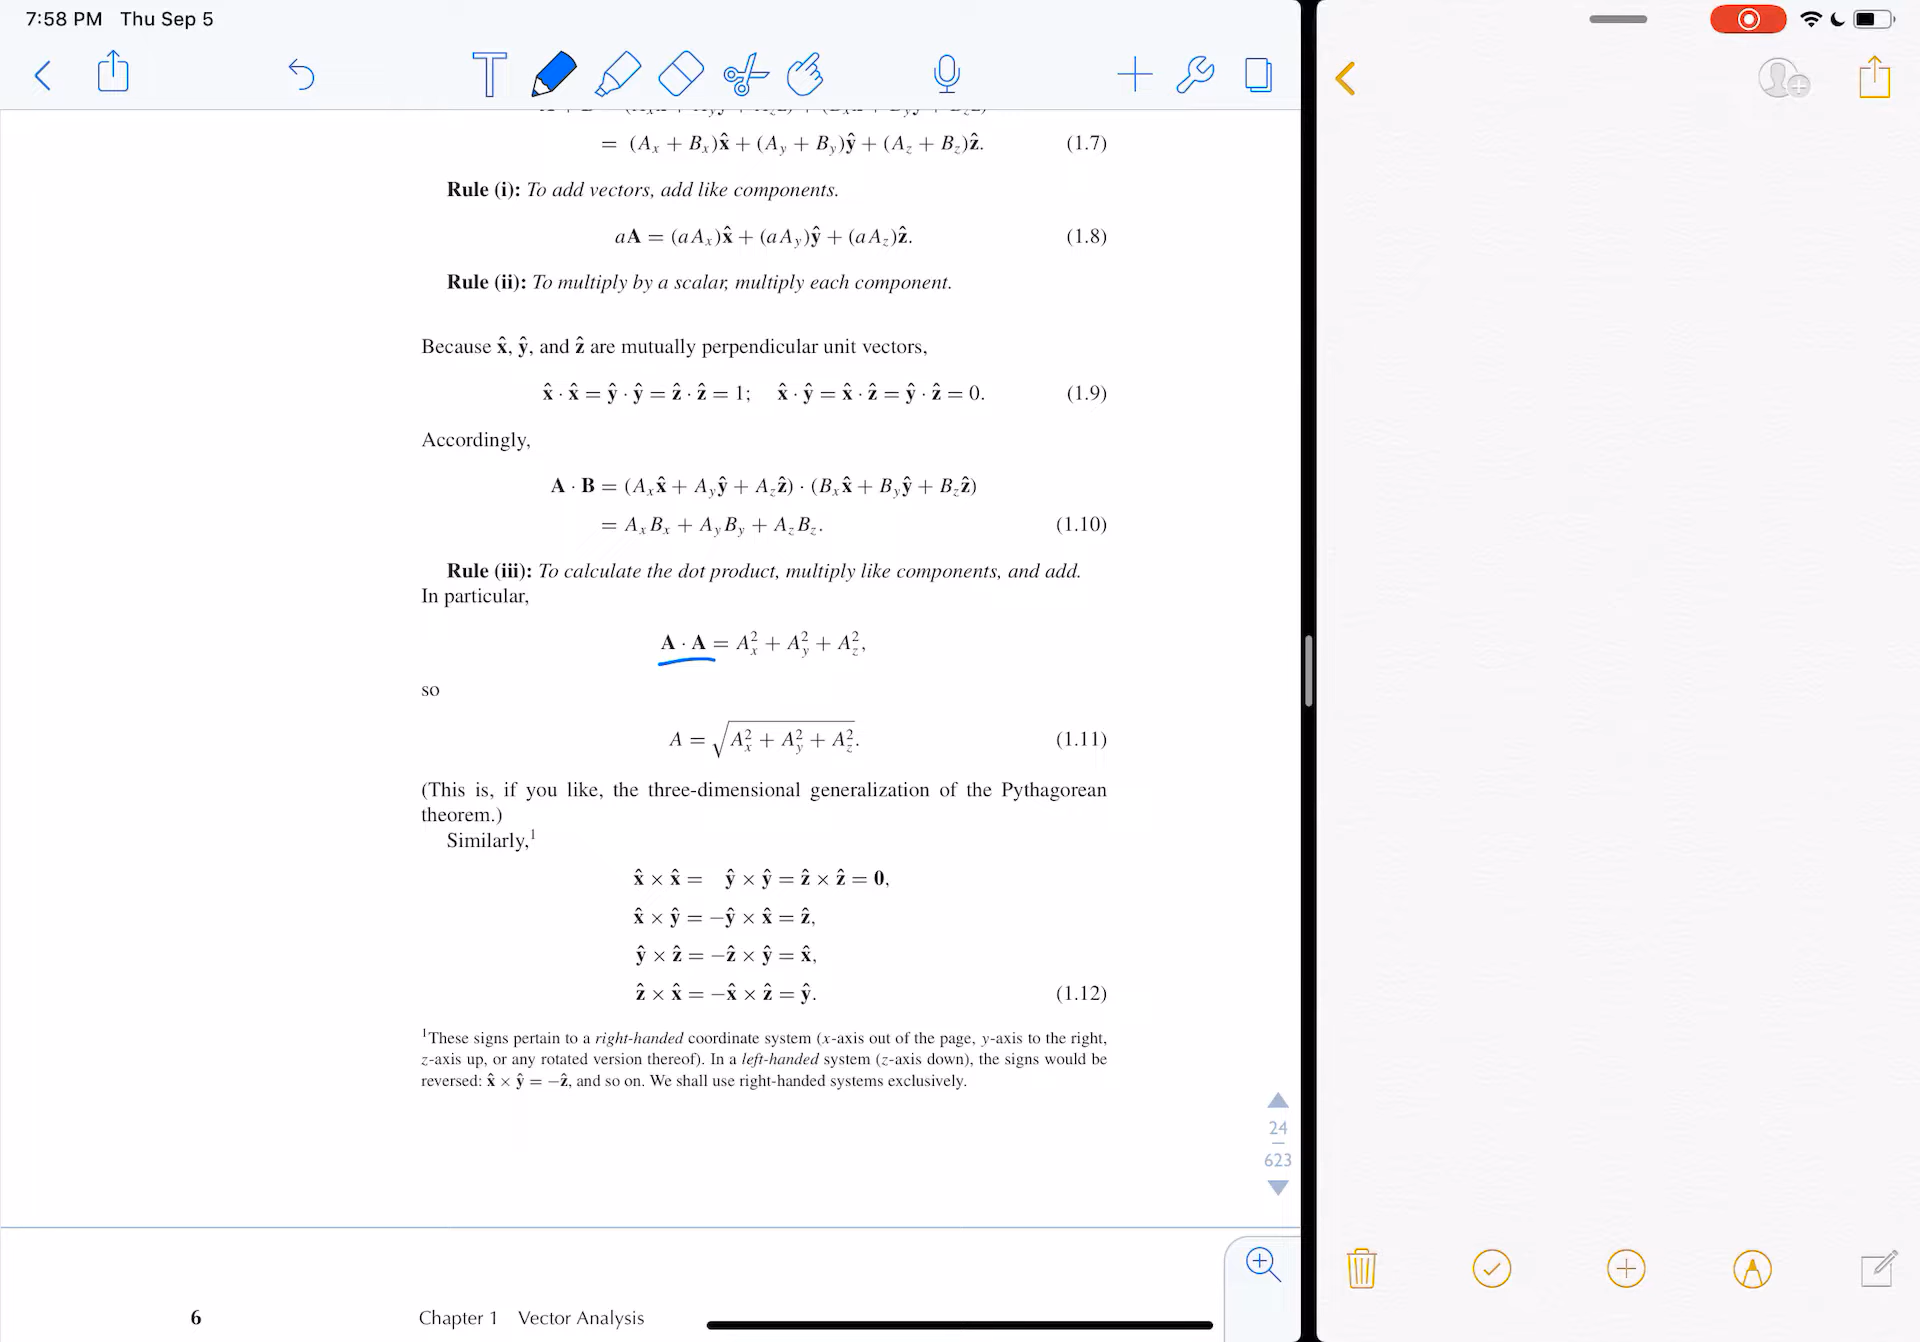 7:58 PM Thu Sep 5
= (Aₓ + Bₓ)x̂ + (A_y + B_y)ŷ + (A_z + B_z)ẑ. (1.7)
Rule (i): To add vectors, add like components.
aA = (aAₓ)x̂ + (aA_y)ŷ + (aA_z)ẑ. (1.8)
Rule (ii): To multiply by a scalar, multiply each component.
Because x̂, ŷ, and ẑ are mutually perpendicular unit vectors,
x̂ · x̂ = ŷ · ŷ = ẑ · ẑ = 1; x̂ · ŷ = x̂ · ẑ = ŷ · ẑ = 0. (1.9)
Accordingly,
A · B = (Aₓx̂ + A_yŷ + A_zẑ) · (Bₓx̂ + B_yŷ + B_zẑ)
= AₓBₓ + A_yB_y + A_zB_z. (1.10)
Rule (iii): To calculate the dot product, multiply like components, and add.
In particular,
A · A = Aₓ² + A_y² + A_z²,
so
A = √(Aₓ² + A_y² + A_z²). (1.11)
(This is, if you like, the three-dimensional generalization of the Pythagorean
theorem.)
Similarly,¹
x̂ × x̂ = ŷ × ŷ = ẑ × ẑ = 0,
x̂ × ŷ = −ŷ × x̂ = ẑ,
ŷ × ẑ = −ẑ × ŷ = x̂,
ẑ × x̂ = −x̂ × ẑ = ŷ. (1.12)
¹These signs pertain to a right-handed coordinate system (x-axis out of the page, y-axis to the right,
z-axis up, or any rotated version thereof). In a left-handed system (z-axis down), the signs would be
reversed: x̂ × ŷ = −ẑ, and so on. We shall use right-handed systems exclusively.
24
623
6 Chapter 1 Vector Analysis